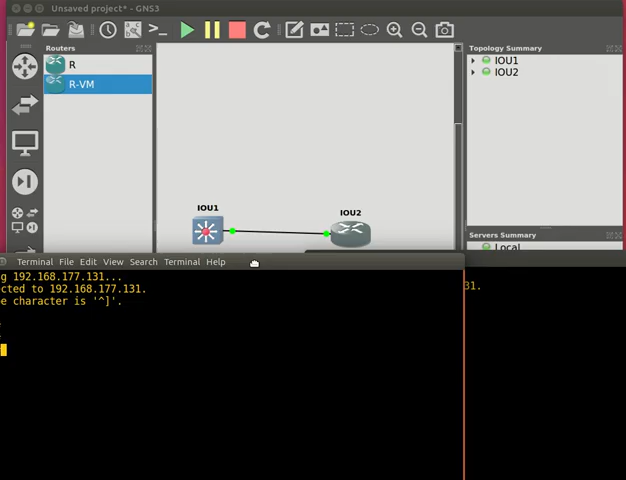 Unsaved project* - GNS3
Routers
R
R-VM
Topology Summary
IOU1
IOU2
IOU1
IOU2
Servers Summary
Local
Terminal File Edit View Search Terminal Help
g 192.168.177.131...
cted to 192.168.177.131.
e character is '^]'.
31.